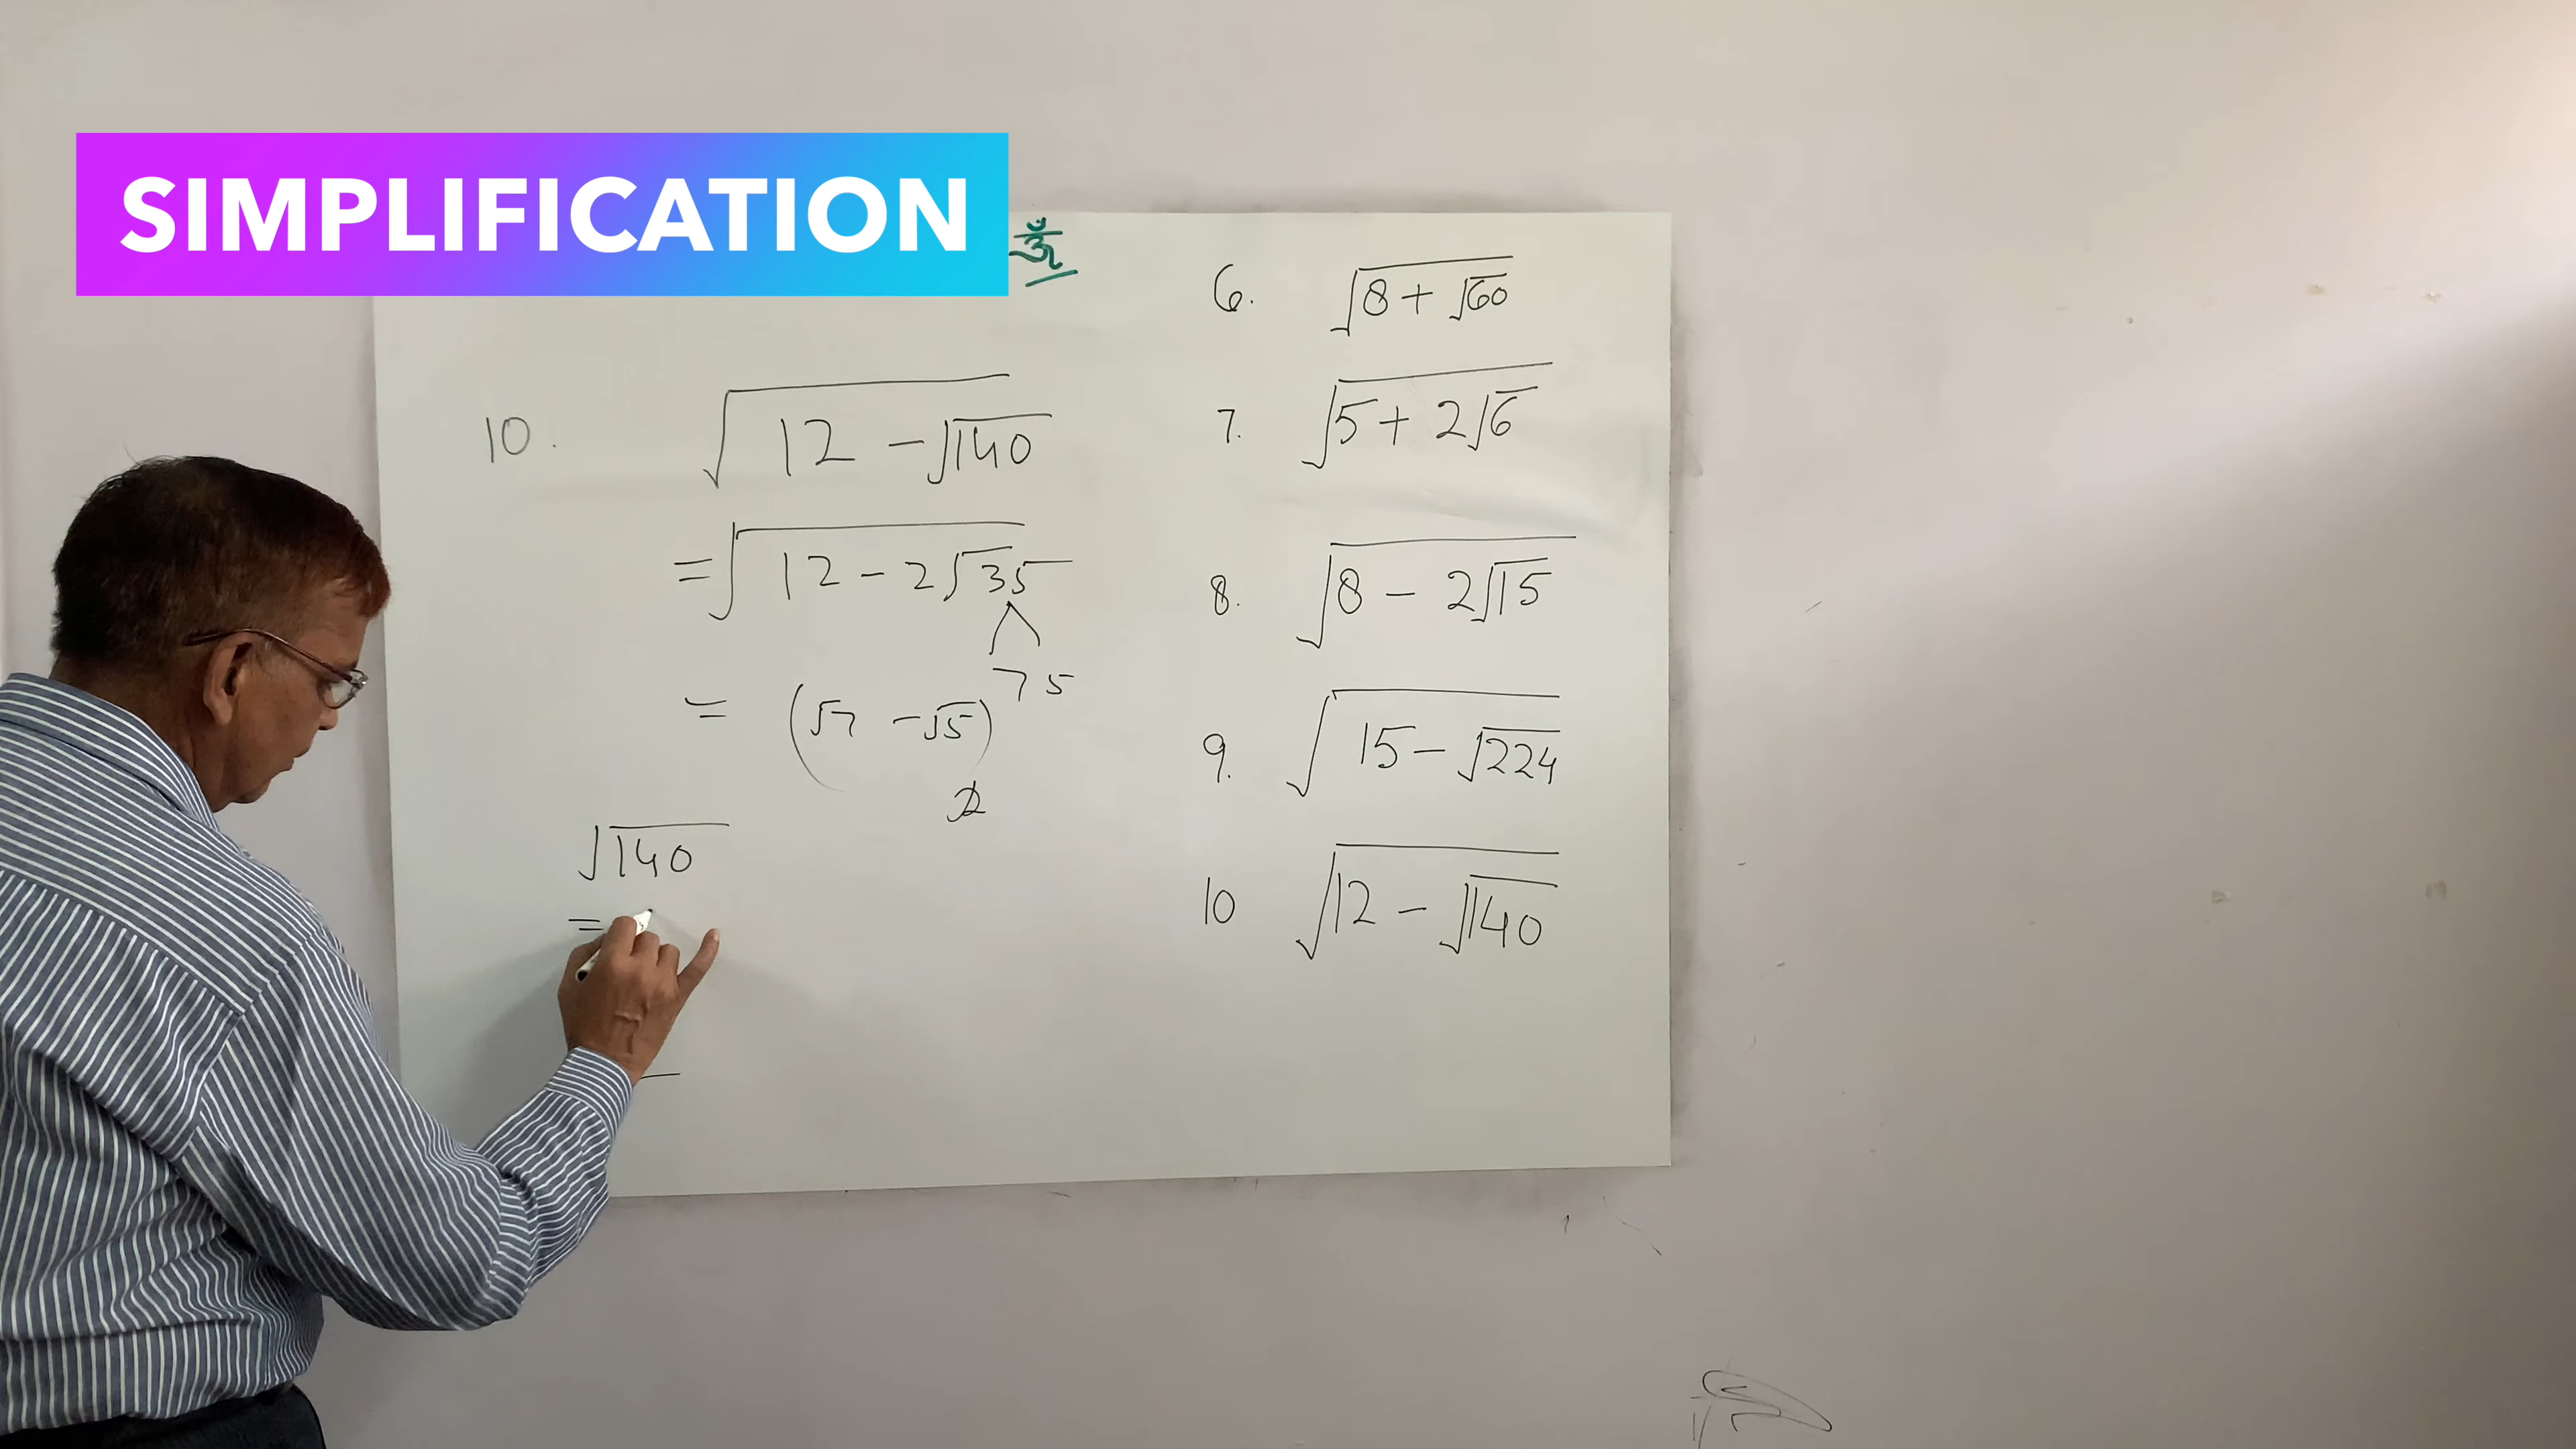 SIMPLIFICATION
ॐ
10. √(12 - √140)
= √(12 - 2√35)
7 5
= (√7 - √5)
√140
=
6. √(8 + √60)
7. √(5 + 2√6)
8. √(8 - 2√15)
9. √(15 - √224)
10 √(12 - √140)